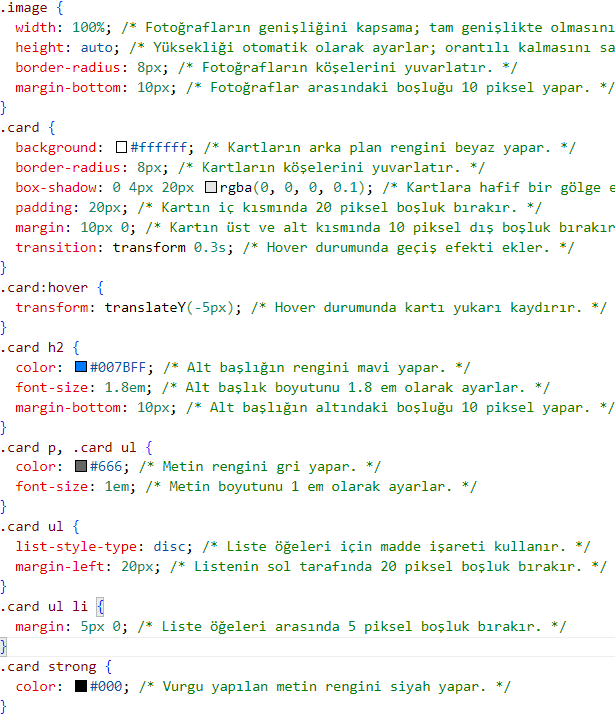 .image {
width: 100%; /* Fotoğrafların genişliğini kapsama; tam genişlikte olmasını
height: auto; /* Yüksekliği otomatik olarak ayarlar; orantılı kalmasını sa
border-radius: 8px; /* Fotoğrafların köşelerini yuvarlatır. */
margin-bottom: 10px; /* Fotoğraflar arasındaki boşluğu 10 piksel yapar. */
}
.card {
background: #ffffff; /* Kartların arka plan rengini beyaz yapar. */
border-radius: 8px; /* Kartların köşelerini yuvarlatır. */
box-shadow: 0 4px 20px rgba(0, 0, 0, 0.1); /* Kartlara hafif bir gölge e
padding: 20px; /* Kartın iç kısmında 20 piksel boşluk bırakır. */
margin: 10px 0; /* Kartın üst ve alt kısmında 10 piksel dış boşluk bırakır
transition: transform 0.3s; /* Hover durumunda geçiş efekti ekler. */
}
.card:hover {
transform: translateY(-5px); /* Hover durumunda kartı yukarı kaydırır. */
}
.card h2 {
color: #007BFF; /* Alt başlığın rengini mavi yapar. */
font-size: 1.8em; /* Alt başlık boyutunu 1.8 em olarak ayarlar. */
margin-bottom: 10px; /* Alt başlığın altındaki boşluğu 10 piksel yapar. */
}
.card p, .card ul {
color: #666; /* Metin rengini gri yapar. */
font-size: 1em; /* Metin boyutunu 1 em olarak ayarlar. */
}
.card ul {
list-style-type: disc; /* Liste öğeleri için madde işareti kullanır. */
margin-left: 20px; /* Listenin sol tarafında 20 piksel boşluk bırakır. */
}
.card ul li {
margin: 5px 0; /* Liste öğeleri arasında 5 piksel boşluk bırakır. */
}
.card strong {
color: #000; /* Vurgu yapılan metin rengini siyah yapar. */
}